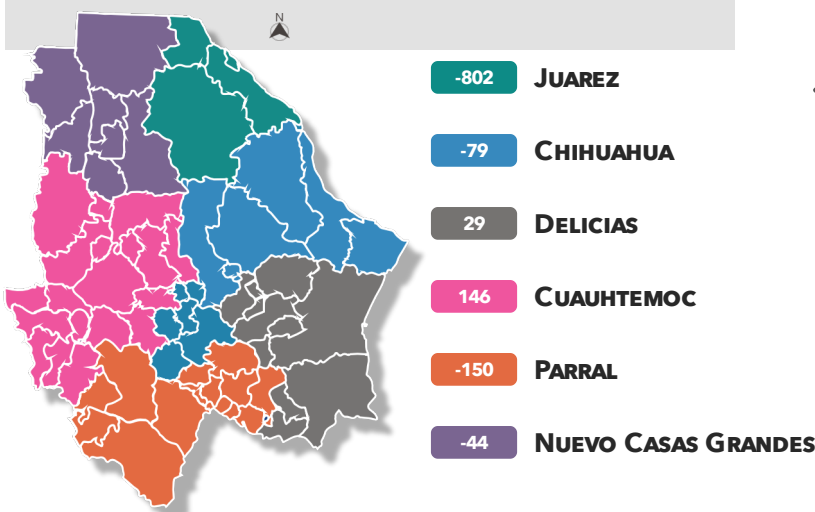 N
-802 JUAREZ
-79 CHIHUAHUA
29 DELICIAS
146 CUAUHTEMOC
-150 PARRAL
-44 NUEVO CASAS GRANDES